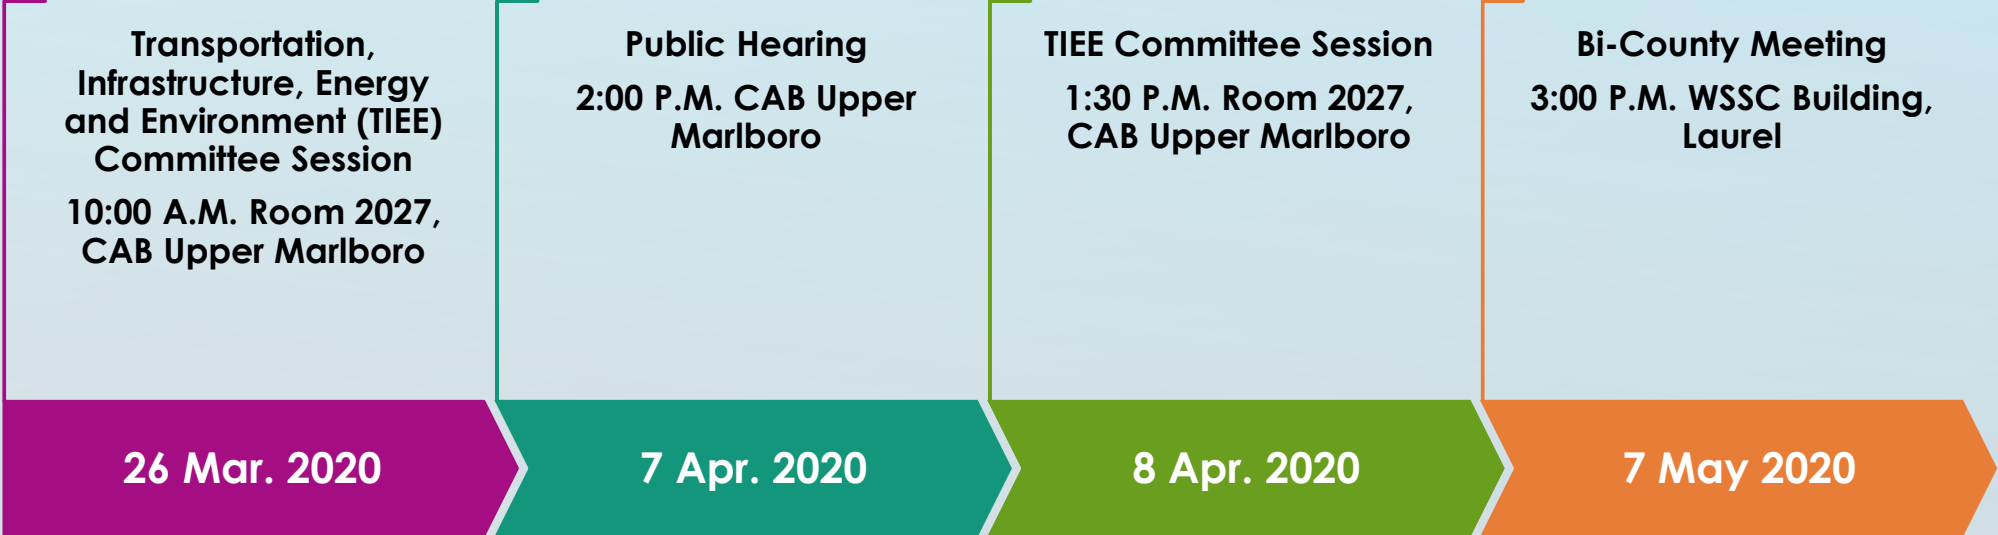 Transportation,
Infrastructure, Energy
and Environment (TIEE)
Committee Session
10:00 A.M. Room 2027,
CAB Upper Marlboro
Public Hearing
2:00 P.M. CAB Upper
Marlboro
TIEE Committee Session
1:30 P.M. Room 2027,
CAB Upper Marlboro
Bi-County Meeting
3:00 P.M. WSSC Building,
Laurel
26 Mar. 2020
7 Apr. 2020
8 Apr. 2020
7 May 2020